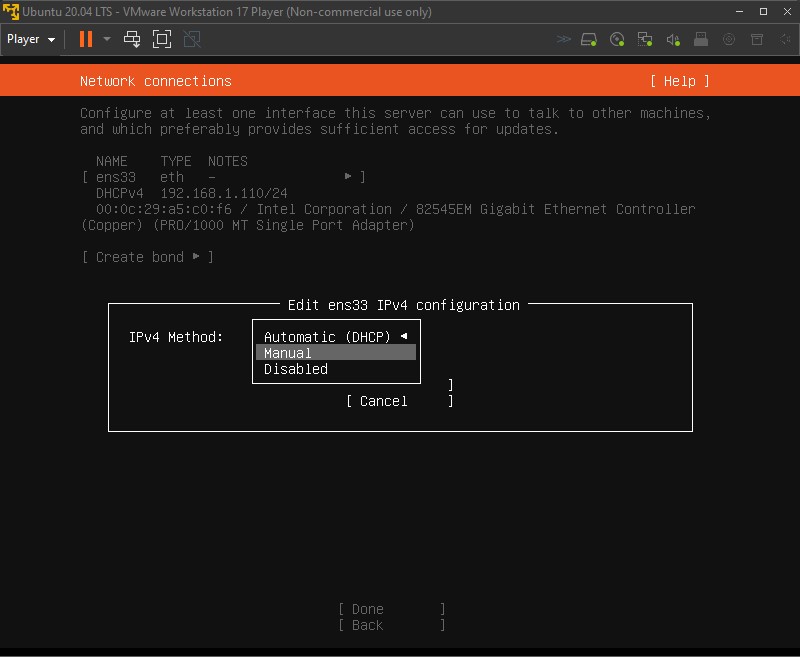 Ubuntu 20.04 LTS - VMware Workstation 17 Player (Non-commercial use only)
Player
Network connections [ Help ]
Configure at least one interface this server can use to talk to other machines,
and which preferably provides sufficient access for updates.
NAME TYPE NOTES
[ ens33 eth - ▸ ]
DHCPv4 192.168.1.110/24
00:0c:29:a5:c0:f6 / Intel Corporation / 82545EM Gigabit Ethernet Controller
(Copper) (PRO/1000 MT Single Port Adapter)
[ Create bond ▸ ]
Edit ens33 IPv4 configuration
IPv4 Method: Automatic (DHCP) ◂
Manual
Disabled
]
[ Cancel ]
[ Done ]
[ Back ]